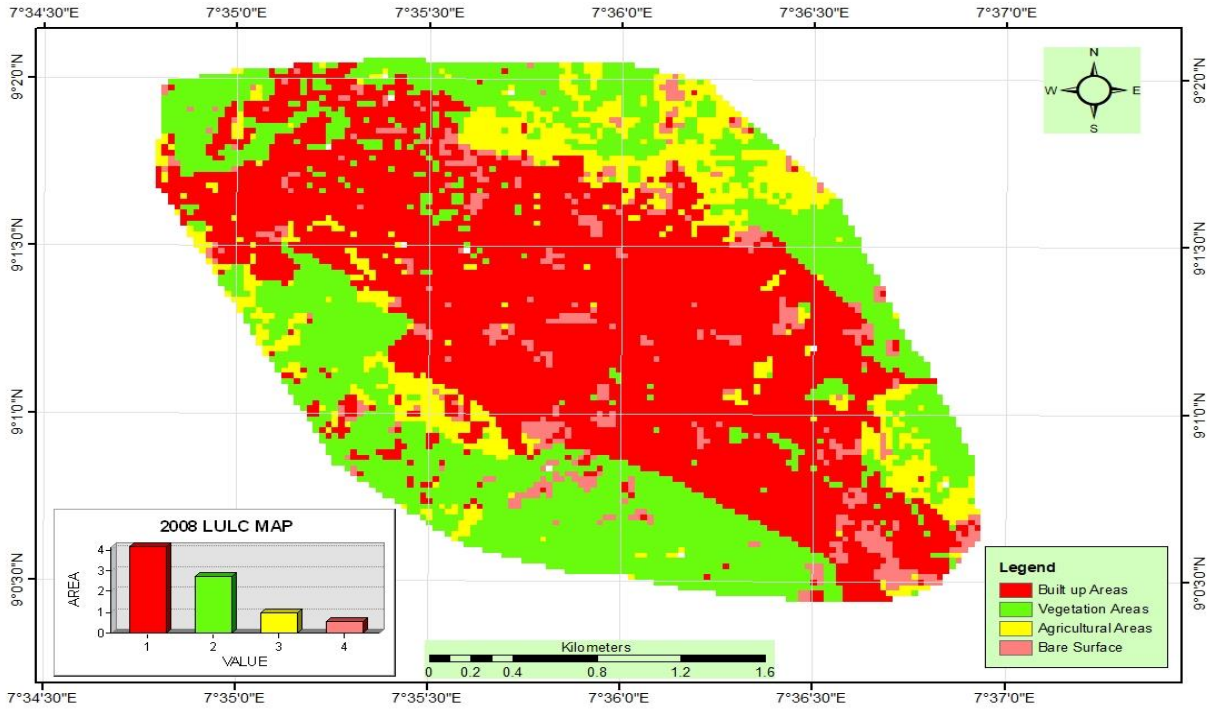 7°34'30"E 7°35'0"E 7°35'30"E 7°36'0"E 7°36'30"E 7°37'0"E
N
W E
S
9°2'0"N 9°2'0"N
9°1'30"N 9°1'30"N
9°1'0"N 9°1'0"N
9°0'30"N 9°0'30"N
2008 LULC MAP
AREA
4
3
2
1
0
1 2 3 4
VALUE
Kilometers
0 0.2 0.4 0.8 1.2 1.6
Legend
Built up Areas
Vegetation Areas
Agricultural Areas
Bare Surface
7°34'30"E 7°35'0"E 7°35'30"E 7°36'0"E 7°36'30"E 7°37'0"E